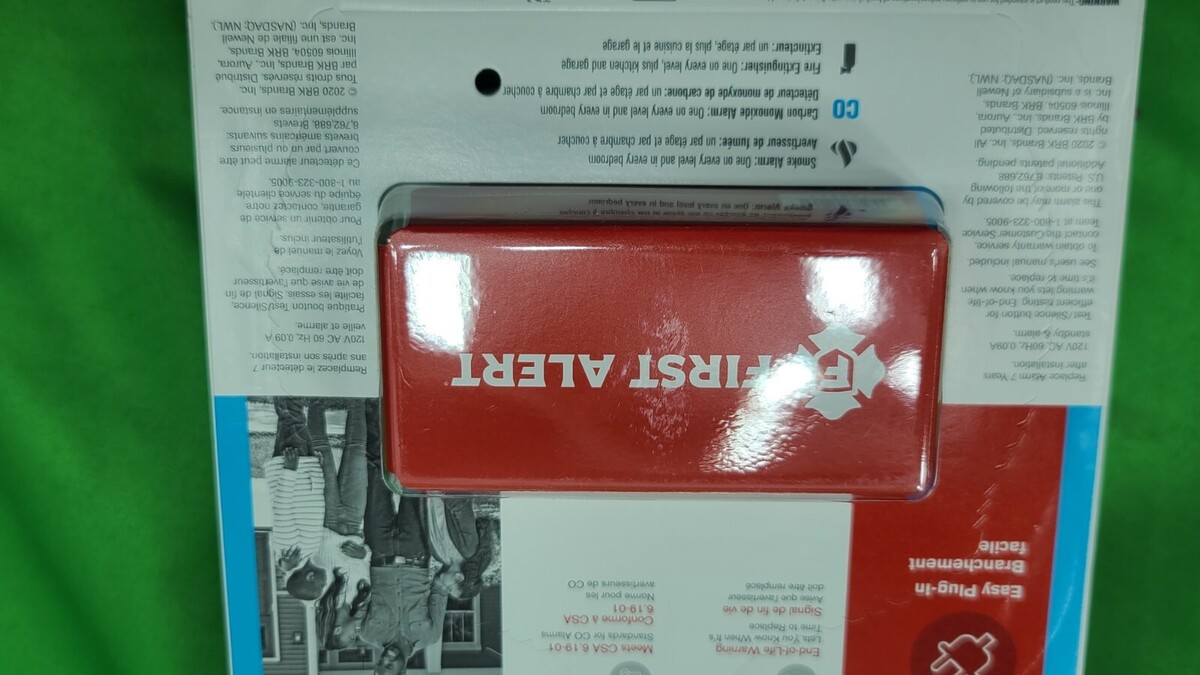 Easy Plug-In
Branchement
facile
End-of-Life Warning
Lets You Know When It's
Time to Replace
Signal de fin de vie
Avise que l'avertisseur
doit être remplacé
Meets CSA 6.19-01
Standards for CO Alarms
Conforme à CSA
6.19-01
Norme pour les
avertisseurs de CO
FIRST ALERT
Replace Alarm 7 Years
after installation.
120V AC, 60Hz, 0.09A
standby & alarm.
Test/Silence button for
efficient testing. End-of-life
warning lets you know when
it's time to replace.
See user's manual included.
To obtain warranty service,
contact the Customer Service
Team at 1-800-323-9005.
This alarm may be covered by
one or more of the following
U.S. Patents: 8,762,688.
Additional patents pending.
© 2020 BRK Brands, Inc. All
rights reserved. Distributed
by BRK Brands, Inc., Aurora,
Illinois 60504. BRK Brands,
Inc. is a subsidiary of Newell
Brands, Inc. (NASDAQ: NWL).
Smoke Alarm: One on every level and in every bedroom
Avertisseur de fumée: un par étage et par chambre à coucher
CO
Carbon Monoxide Alarm: One on every level and in every bedroom
Détecteur de monoxyde de carbone: un par étage et par chambre à coucher
Fire Extinguisher: One on every level, plus kitchen and garage
Extincteur: un par étage, plus la cuisine et le garage
Remplacez le détecteur 7
ans après son installation.
120V AC 60 Hz, 0.09 A
veille et alarme.
Pratique bouton Test/Silence,
facilite les essais. Signal de fin
de vie avise que l'avertisseur
doit être remplacé.
Voyez le manuel de
l'utilisateur inclus.
Pour obtenir un service de
garantie, contactez notre
équipe du service clientèle
au 1-800-323-9005.
Ce détecteur alarme peut être
couvert par un ou plusieurs
brevets américains suivants:
8,762,688. Brevets
supplémentaires en instance.
© 2020 BRK Brands, Inc.
Tous droits réservés. Distribué
par BRK Brands, Inc., Aurora,
Illinois 60504. BRK Brands,
Inc. est une filiale de Newell
Brands, Inc. (NASDAQ: NWL).
WARNING: